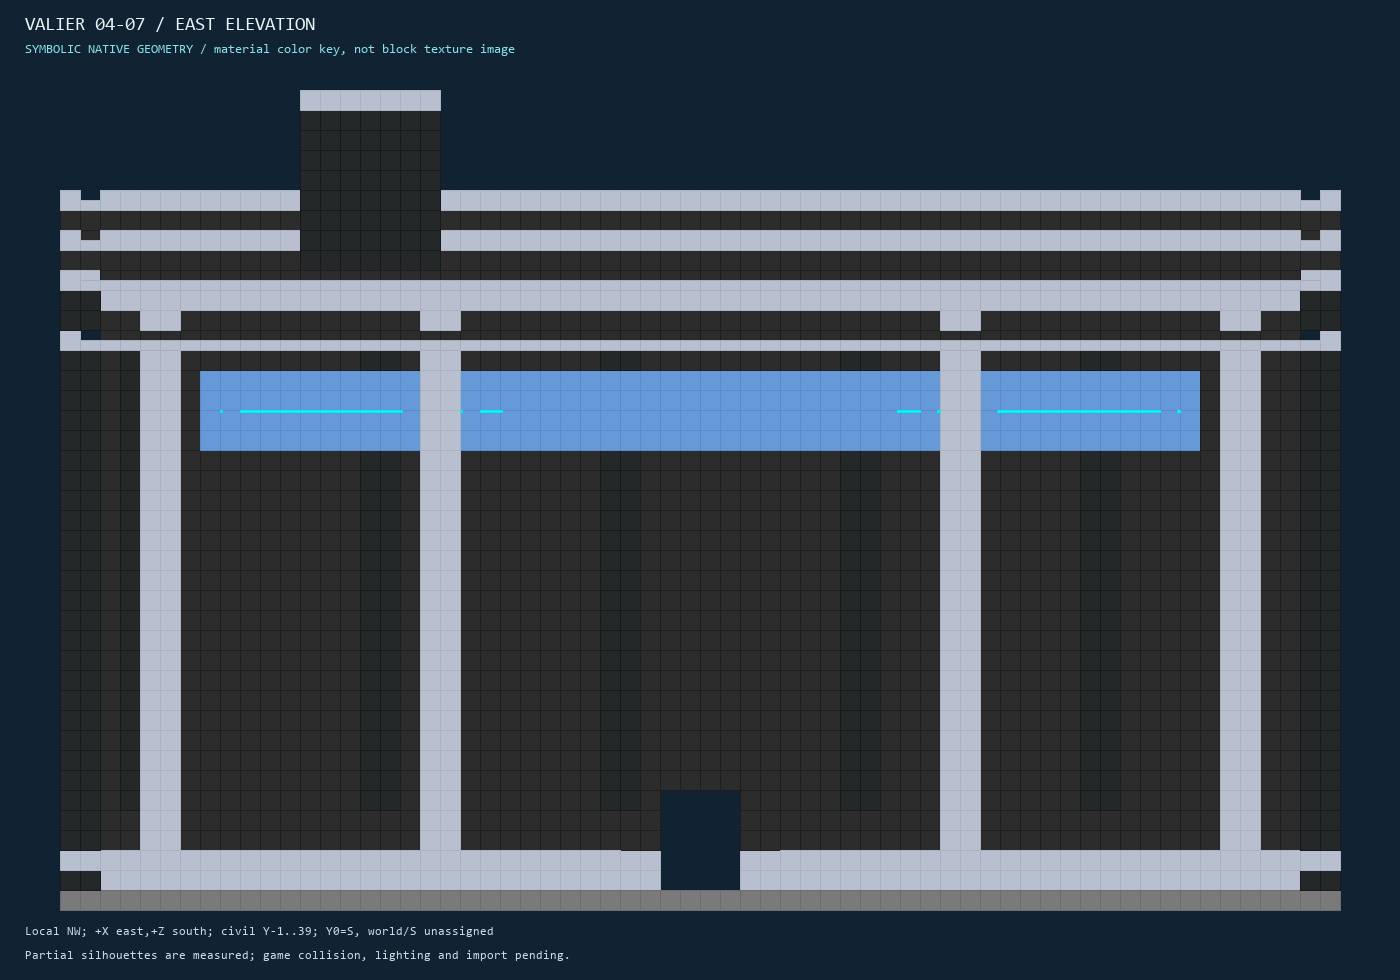 VALIER 04-07 / EAST ELEVATION
SYMBOLIC NATIVE GEOMETRY / material color key, not block texture image
Local NW; +X east,+Z south; civil Y-1..39; Y0=S, world/S unassigned
Partial silhouettes are measured; game collision, lighting and import pending.